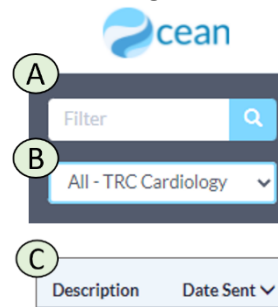 cean
A
Filter
B
All - TRC Cardiology
C
Description Date Sent